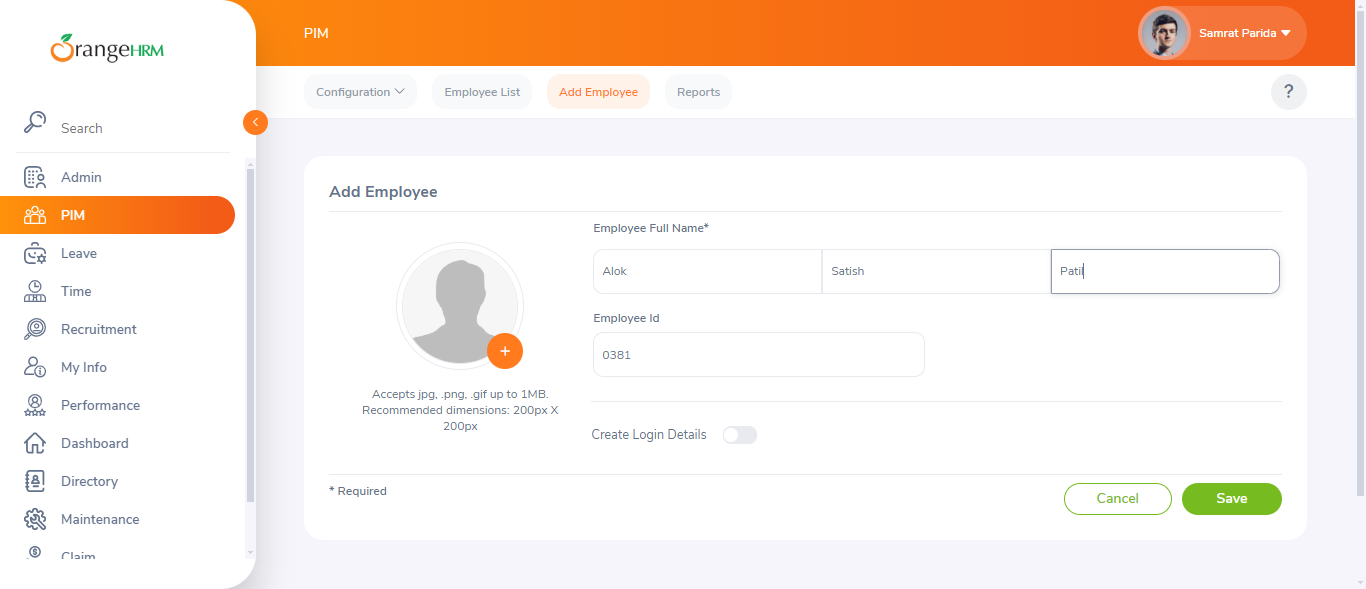 OrangeHRM
PIM
Samrat Parida
Configuration
Employee List
Add Employee
Reports
?
Search
Admin
PIM
Leave
Time
Recruitment
My Info
Performance
Dashboard
Directory
Maintenance
Claim
Add Employee
Employee Full Name*
Alok
Satish
Patil
Employee Id
0381
Accepts jpg, .png, .gif up to 1MB.
Recommended dimensions: 200px X
200px
Create Login Details
* Required
Cancel
Save